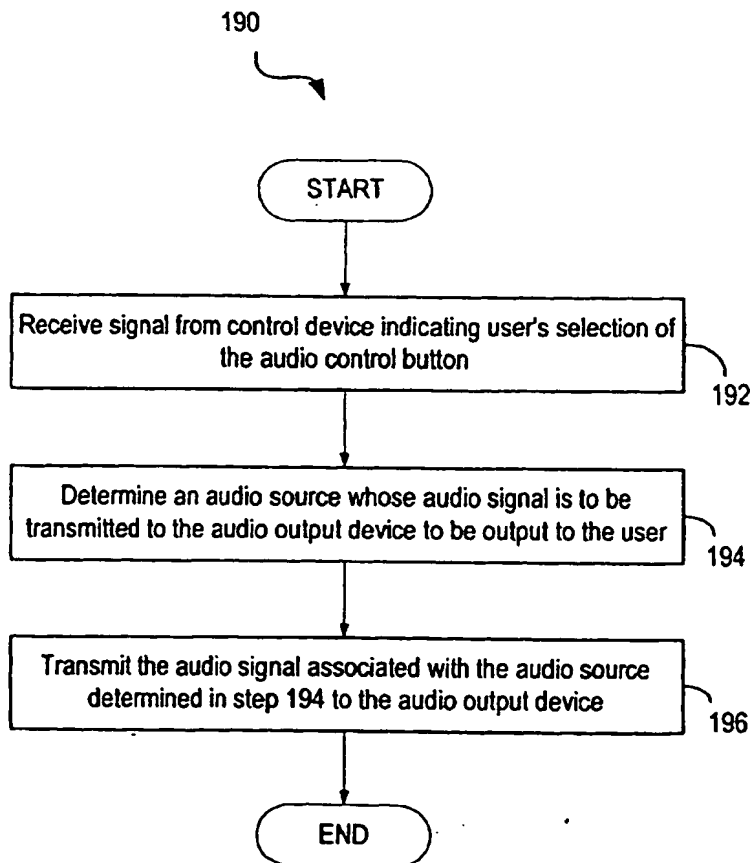 190
START
Receive signal from control device indicating user's selection of
the audio control button
192
Determine an audio source whose audio signal is to be
transmitted to the audio output device to be output to the user
194
Transmit the audio signal associated with the audio source
determined in step 194 to the audio output device
196
END